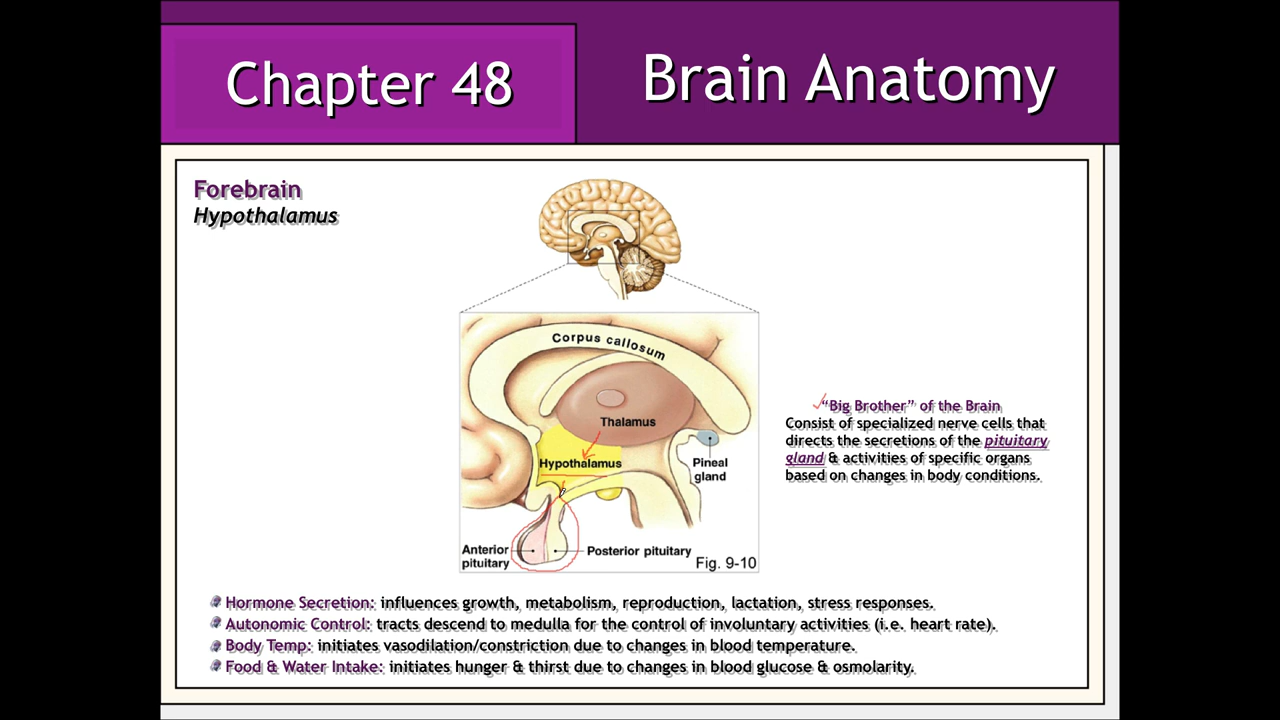 Chapter 48
Brain Anatomy
Forebrain
Hypothalamus
Corpus callosum
Thalamus
Hypothalamus
Pineal
gland
Anterior
pituitary
Posterior pituitary
Fig. 9-10
“Big Brother” of the Brain
Consist of specialized nerve cells that
directs the secretions of the pituitary
gland & activities of specific organs
based on changes in body conditions.
Hormone Secretion: influences growth, metabolism, reproduction, lactation, stress responses.
Autonomic Control: tracts descend to medulla for the control of involuntary activities (i.e. heart rate).
Body Temp: initiates vasodilation/constriction due to changes in blood temperature.
Food & Water Intake: initiates hunger & thirst due to changes in blood glucose & osmolarity.